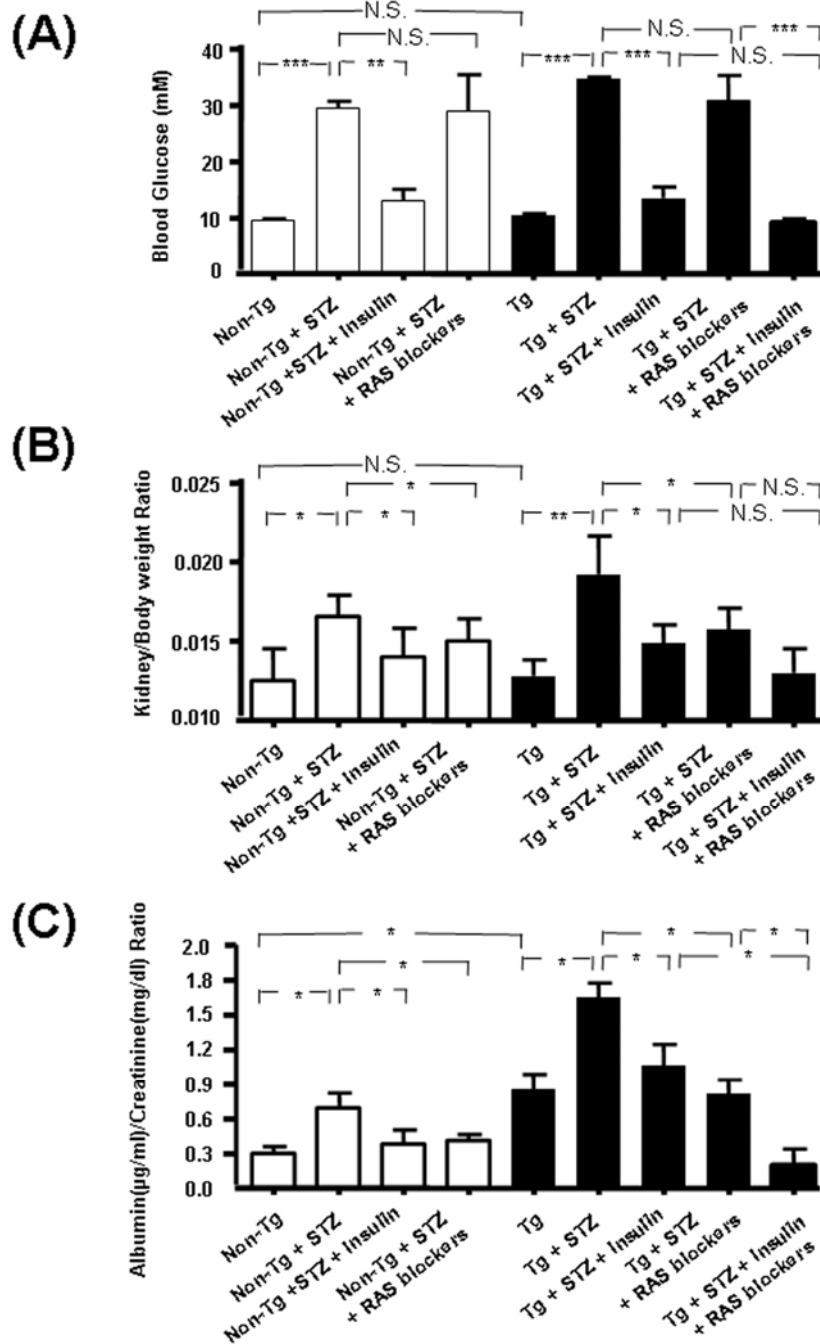 (A)
N.S.
N.S.
N.S.
***
***
**
***
***
N.S.
Blood Glucose (mM)
40
30
20
10
0
Non-Tg
Non-Tg + STZ
Non-Tg +STZ + Insulin
Non-Tg + STZ
+ RAS blockers
Tg
Tg + STZ
Tg + STZ + Insulin
Tg + STZ
+ RAS blockers
Tg + STZ + Insulin
+ RAS blockers
(B)
N.S.
*
*
N.S.
*
*
**
*
N.S.
Kidney/Body weight Ratio
0.025
0.020
0.015
0.010
Non-Tg
Non-Tg + STZ
Non-Tg +STZ + Insulin
Non-Tg + STZ
+ RAS blockers
Tg
Tg + STZ
Tg + STZ + Insulin
Tg + STZ
+ RAS blockers
Tg + STZ + Insulin
+ RAS blockers
(C)
*
*
*
*
*
*
*
*
*
Albumin(µg/ml)/Creatinine(mg/dl) Ratio
2.0
1.8
1.5
1.2
0.9
0.6
0.3
0.0
Non-Tg
Non-Tg + STZ
Non-Tg +STZ + Insulin
Non-Tg + STZ
+ RAS blockers
Tg
Tg + STZ
Tg + STZ + Insulin
Tg + STZ
+ RAS blockers
Tg + STZ + Insulin
+ RAS blockers